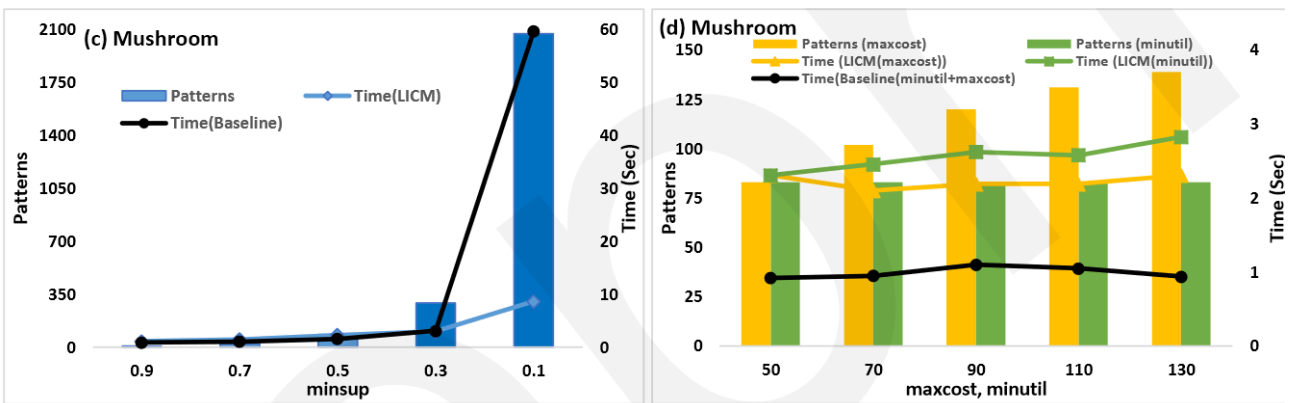 (c) Mushroom
Patterns
Time(LICM)
Time(Baseline)
2100
1750
1400
1050
700
350
0
Patterns
60
50
40
30
20
10
0
Time (Sec)
0.9 0.7 0.5 0.3 0.1
minsup
(d) Mushroom
Patterns (maxcost)
Patterns (minutil)
Time (LICM(maxcost))
Time (LICM(minutil))
Time(Baseline(minutil+maxcost)
150
125
100
75
50
25
0
Patterns
4
3
2
1
0
Time (Sec)
50 70 90 110 130
maxcost, minutil